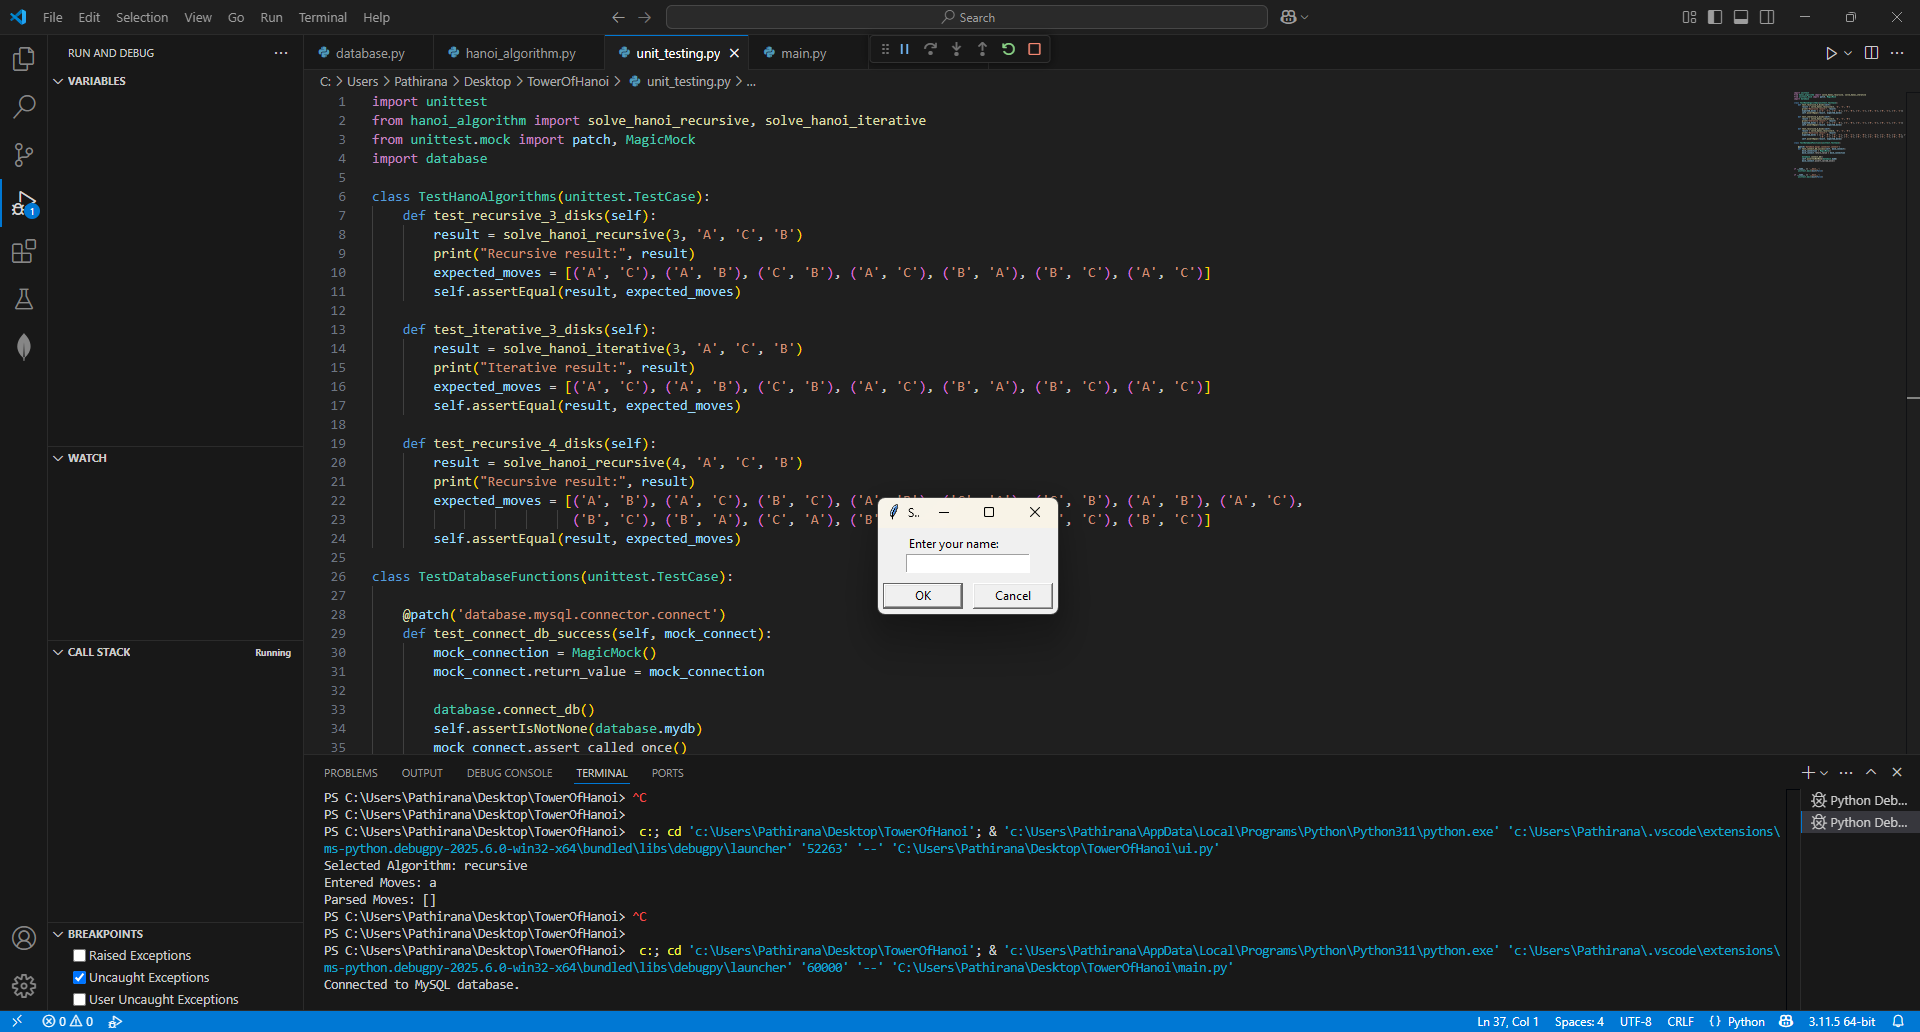 File Edit Selection View Go Run Terminal Help
Search
RUN AND DEBUG
database.py
hanoi_algorithm.py
unit_testing.py
main.py
VARIABLES
C: > Users > Pathirana > Desktop > TowerOfHanoi > unit_testing.py > ...
1 import unittest
2 from hanoi_algorithm import solve_hanoi_recursive, solve_hanoi_iterative
3 from unittest.mock import patch, MagicMock
4 import database
5
6 class TestHanoAlgorithms(unittest.TestCase):
7 def test_recursive_3_disks(self):
8 result = solve_hanoi_recursive(3, 'A', 'C', 'B')
9 print("Recursive result:", result)
10 expected_moves = [('A', 'C'), ('A', 'B'), ('C', 'B'), ('A', 'C'), ('B', 'A'), ('B', 'C'), ('A', 'C')]
11 self.assertEqual(result, expected_moves)
12
13 def test_iterative_3_disks(self):
14 result = solve_hanoi_iterative(3, 'A', 'C', 'B')
15 print("Iterative result:", result)
16 expected_moves = [('A', 'C'), ('A', 'B'), ('C', 'B'), ('A', 'C'), ('B', 'A'), ('B', 'C'), ('A', 'C')]
17 self.assertEqual(result, expected_moves)
18
19 def test_recursive_4_disks(self):
20 result = solve_hanoi_recursive(4, 'A', 'C', 'B')
21 print("Recursive result:", result)
22 expected_moves = [('A', 'B'), ('A', 'C'), ('B', 'C'), ('A' 'B'), ('A', 'B'), ('A', 'C'),
23 ('B', 'C'), ('B', 'A'), ('C', 'A'), ('B' 'C'), ('B', 'C')]
24 self.assertEqual(result, expected_moves)
25
26 class TestDatabaseFunctions(unittest.TestCase):
27
28 @patch('database.mysql.connector.connect')
29 def test_connect_db_success(self, mock_connect):
30 mock_connection = MagicMock()
31 mock_connect.return_value = mock_connection
32
33 database.connect_db()
34 self.assertIsNotNone(database.mydb)
35 mock_connect.assert_called_once()
S..
Enter your name:
OK
Cancel
WATCH
CALL STACK
Running
BREAKPOINTS
Raised Exceptions
Uncaught Exceptions
User Uncaught Exceptions
1
PROBLEMS OUTPUT DEBUG CONSOLE TERMINAL PORTS
PS C:\Users\Pathirana\Desktop\TowerOfHanoi> ^C
PS C:\Users\Pathirana\Desktop\TowerOfHanoi>
PS C:\Users\Pathirana\Desktop\TowerOfHanoi> c:; cd 'c:\Users\Pathirana\Desktop\TowerOfHanoi'; & 'c:\Users\Pathirana\AppData\Local\Programs\Python\Python311\python.exe' 'c:\Users\Pathirana\.vscode\extensions\
ms-python.debugpy-2025.6.0-win32-x64\bundled\libs\debugpy\launcher' '52263' '--' 'C:\Users\Pathirana\Desktop\TowerOfHanoi\ui.py'
Selected Algorithm: recursive
Entered Moves: a
Parsed Moves: []
PS C:\Users\Pathirana\Desktop\TowerOfHanoi> ^C
PS C:\Users\Pathirana\Desktop\TowerOfHanoi>
PS C:\Users\Pathirana\Desktop\TowerOfHanoi> c:; cd 'c:\Users\Pathirana\Desktop\TowerOfHanoi'; & 'c:\Users\Pathirana\AppData\Local\Programs\Python\Python311\python.exe' 'c:\Users\Pathirana\.vscode\extensions\
ms-python.debugpy-2025.6.0-win32-x64\bundled\libs\debugpy\launcher' '60000' '--' 'C:\Users\Pathirana\Desktop\TowerOfHanoi\main.py'
Connected to MySQL database.
Python Deb...
Python Deb...
0 0
Ln 37, Col 1 Spaces: 4 UTF-8 CRLF {} Python 3.11.5 64-bit